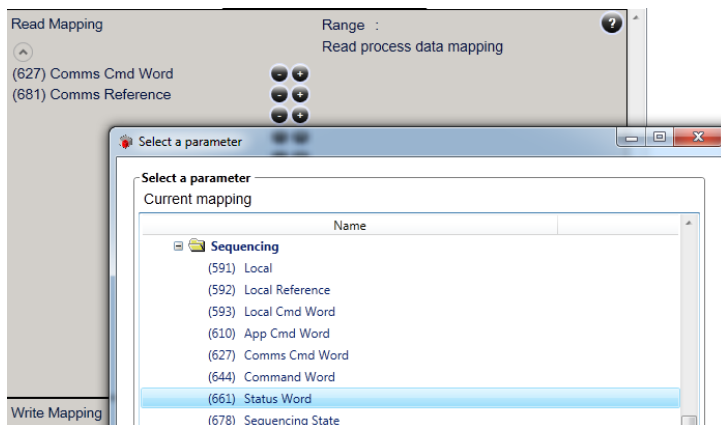 Read Mapping
Range :
?
Read process data mapping
(627) Comms Cmd Word
(681) Comms Reference
Select a parameter
Select a parameter
Current mapping
Name
Sequencing
(591) Local
(592) Local Reference
(593) Local Cmd Word
(610) App Cmd Word
(627) Comms Cmd Word
(644) Command Word
(661) Status Word
(678) Sequencing State
Write Mapping